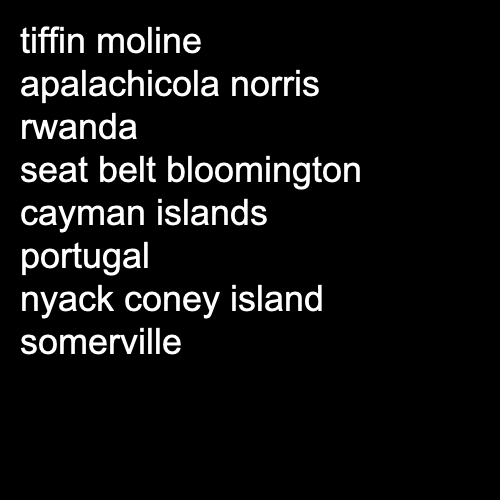 tiffin moline
apalachicola norris
rwanda
seat belt bloomington
cayman islands
portugal
nyack coney island
somerville